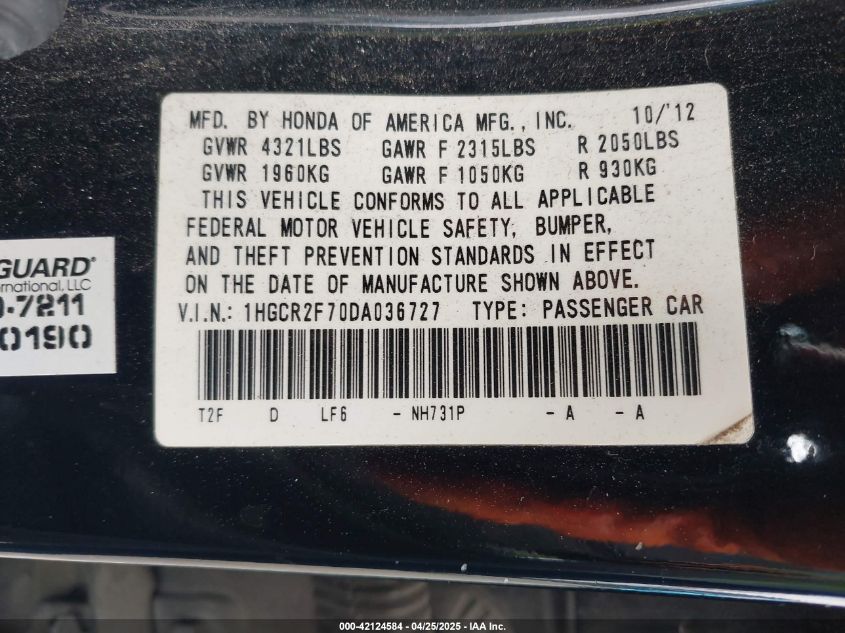 MFD. BY HONDA OF AMERICA MFG., INC. 10/'12
GVWR 4321LBS GAWR F 2315LBS R 2050LBS
GVWR 1960KG GAWR F 1050KG R 930KG
THIS VEHICLE CONFORMS TO ALL APPLICABLE
FEDERAL MOTOR VEHICLE SAFETY, BUMPER,
AND THEFT PREVENTION STANDARDS IN EFFECT
ON THE DATE OF MANUFACTURE SHOWN ABOVE.
V.I.N.: 1HGCR2F70DA036727 TYPE: PASSENGER CAR
T2F D LF6 - NH731P - A - A
GUARD®
ernational, LLC
0-7211
0190
000-42124584 - 04/25/2025 - IAA Inc.